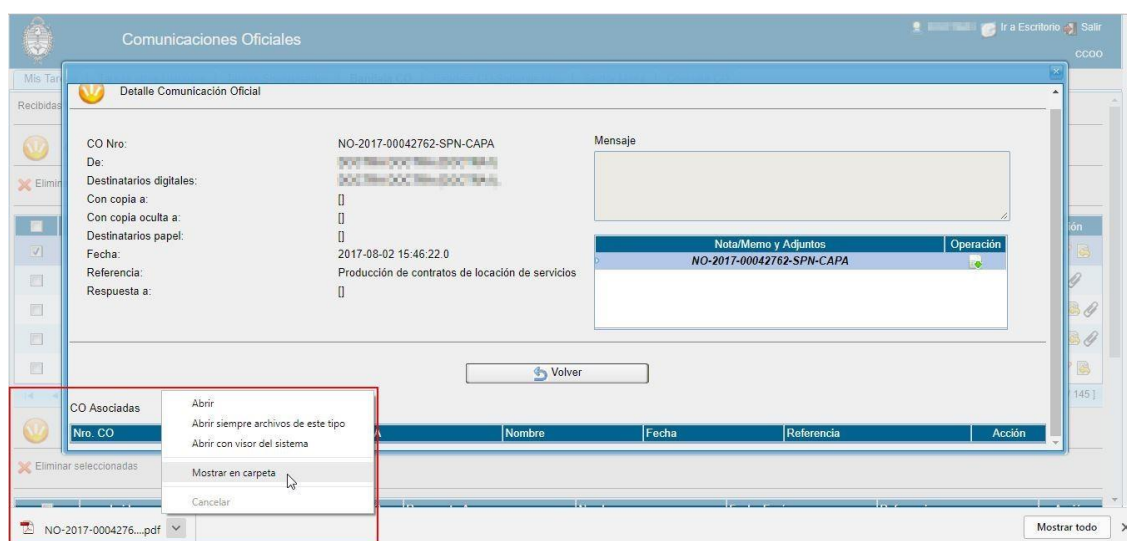 Ir a Escritorio Salir
Comunicaciones Oficiales
CCOO
Mis Tar
Detalle Comunicación Oficial
Recibidas
CO Nro: NO-2017-00042762-SPN-CAPA
De:
Destinatarios digitales:
Con copia a: []
Con copia oculta a: []
Destinatarios papel: []
Fecha: 2017-08-02 15:46:22.0
Referencia: Producción de contratos de locación de servicios
Respuesta a: []
Mensaje
Nota/Memo y Adjuntos Operación
NO-2017-00042762-SPN-CAPA
Elimin
ión
Volver
145 ]
CO Asociadas
Nro. CO A Nombre Fecha Referencia Acción
Abrir
Abrir siempre archivos de este tipo
Abrir con visor del sistema
Mostrar en carpeta
Cancelar
Eliminar seleccionadas
NO-2017-0004276....pdf
Mostrar todo